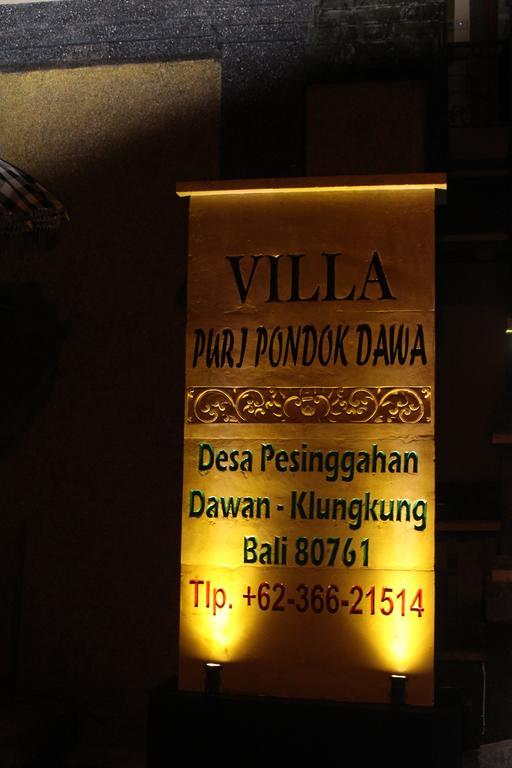 VILLA
PURI PONDOK DAWA
Desa Pesinggahan
Dawan - Klungkung
Bali 80761
Tlp. +62-366-21514